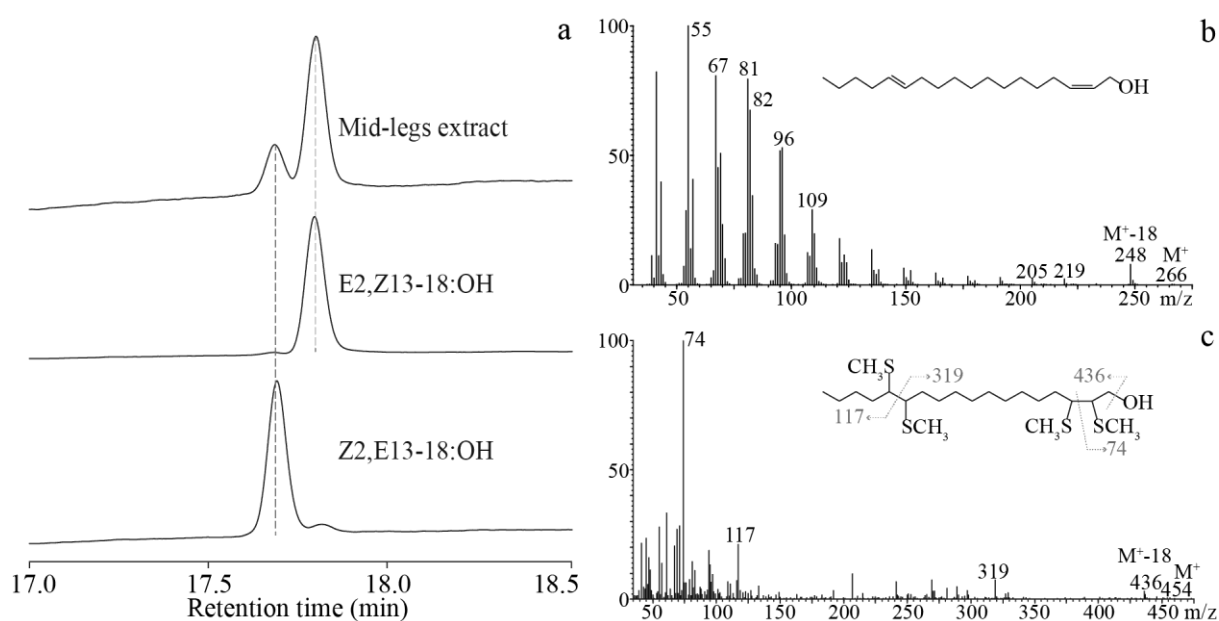 a
Mid-legs extract
E2,Z13-18:OH
Z2,E13-18:OH
17.0 17.5 18.0 18.5
Retention time (min)
b
100
50
0
55
67
81
82
96
109
205
219
M⁺-18
248
M⁺
266
OH
50 100 150 200 250 m/z
c
100
50
0
74
117
319
M⁺-18
436
M⁺
454
CH₃S
319
436
OH
117
SCH₃
CH₃S
SCH₃
74
50 100 150 200 250 300 350 400 450 m/z